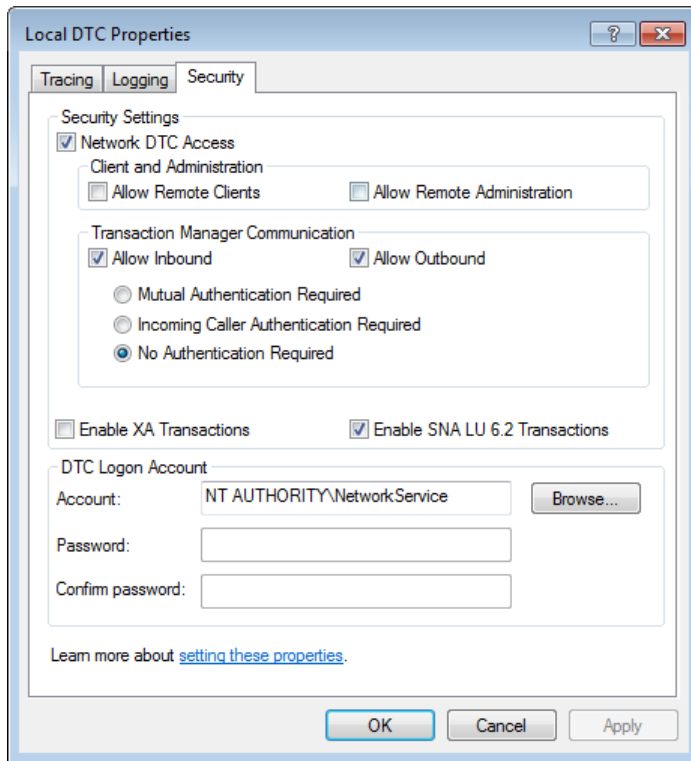 Local DTC Properties
?
Tracing Logging Security
Security Settings
Network DTC Access
Client and Administration
Allow Remote Clients Allow Remote Administration
Transaction Manager Communication
Allow Inbound Allow Outbound
Mutual Authentication Required
Incoming Caller Authentication Required
No Authentication Required
Enable XA Transactions Enable SNA LU 6.2 Transactions
DTC Logon Account
Account: NT AUTHORITY\NetworkService Browse...
Password:
Confirm password:
Learn more about setting these properties.
OK Cancel Apply